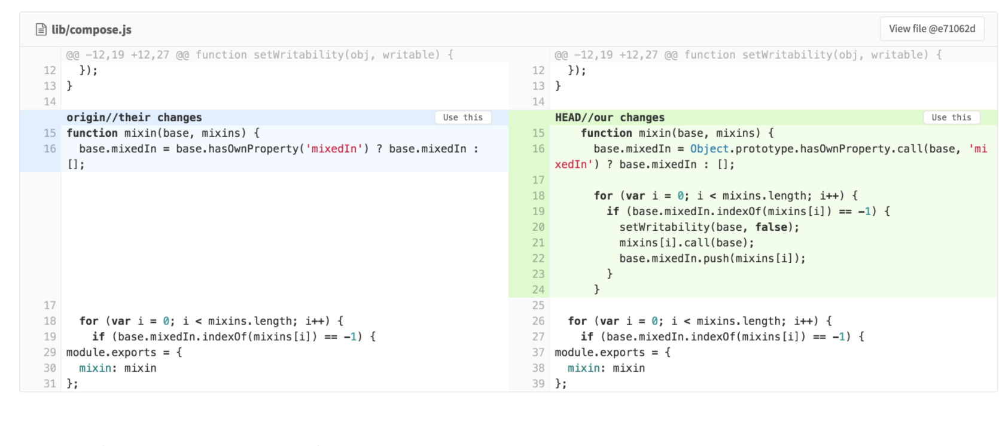 lib/compose.js
View file @e71062d
@@ -12,19 +12,27 @@ function setWritability(obj, writable) {
12   });
13 }
14
origin//their changes
Use this
15 function mixin(base, mixins) {
16   base.mixedIn = base.hasOwnProperty('mixedIn') ? base.mixedIn :
[];
17
18   for (var i = 0; i < mixins.length; i++) {
19     if (base.mixedIn.indexOf(mixins[i]) == -1) {
29 module.exports = {
30   mixin: mixin
31 };
@@ -12,19 +12,27 @@ function setWritability(obj, writable) {
12   });
13 }
14
HEAD//our changes
Use this
15     function mixin(base, mixins) {
16       base.mixedIn = Object.prototype.hasOwnProperty.call(base, 'mi
xedIn') ? base.mixedIn : [];
17
18       for (var i = 0; i < mixins.length; i++) {
19         if (base.mixedIn.indexOf(mixins[i]) == -1) {
20           setWritability(base, false);
21           mixins[i].call(base);
22           base.mixedIn.push(mixins[i]);
23         }
24       }
25
26   for (var i = 0; i < mixins.length; i++) {
27     if (base.mixedIn.indexOf(mixins[i]) == -1) {
37 module.exports = {
38   mixin: mixin
39 };